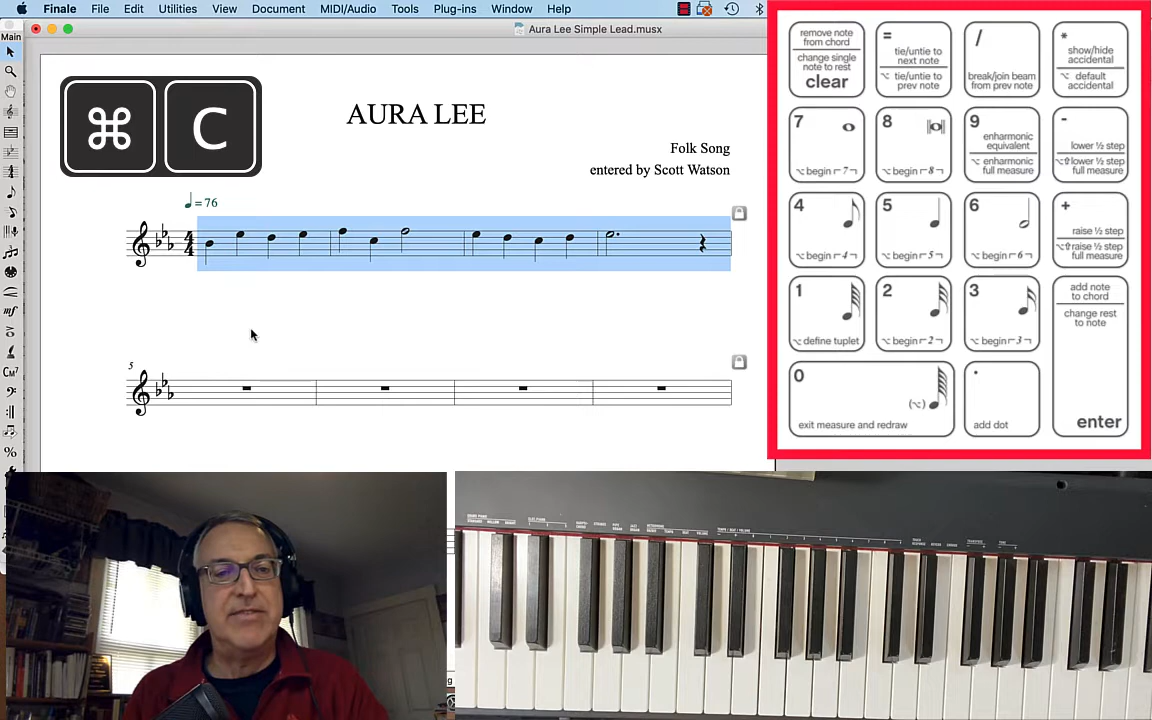 Finale File Edit Utilities View Document MIDI/Audio Tools Plug-ins Window Help
Aura Lee Simple Lead.musx
Main
⌘ C
AURA LEE
Folk Song
entered by Scott Watson
= 76
4
4
5
mf
CM7
%
remove note
from chord
change single
note to rest
clear
=
tie/untie to
next note
⌥ tie/untie to
prev note
/
break/join beam
from prev note
*
show/hide
accidental
⌥ default
accidental
7
⌥ begin ⌐ 7 ¬
8
⌥ begin ⌐ 8 ¬
9
enharmonic
equivalent
⌥ enharmonic
full measure
-
lower ½ step
⌥⇧lower ½ step
full measure
4
⌥ begin ⌐ 4 ¬
5
⌥ begin ⌐ 5 ¬
6
⌥ begin ⌐ 6 ¬
+
raise ½ step
⌥⇧raise ½ step
full measure
1
⌥ define tuplet
2
⌥ begin ⌐ 2 ¬
3
⌥ begin ⌐ 3 ¬
add note
to chord
change rest
to note
enter
0
(⌥)
exit measure and redraw
.
add dot